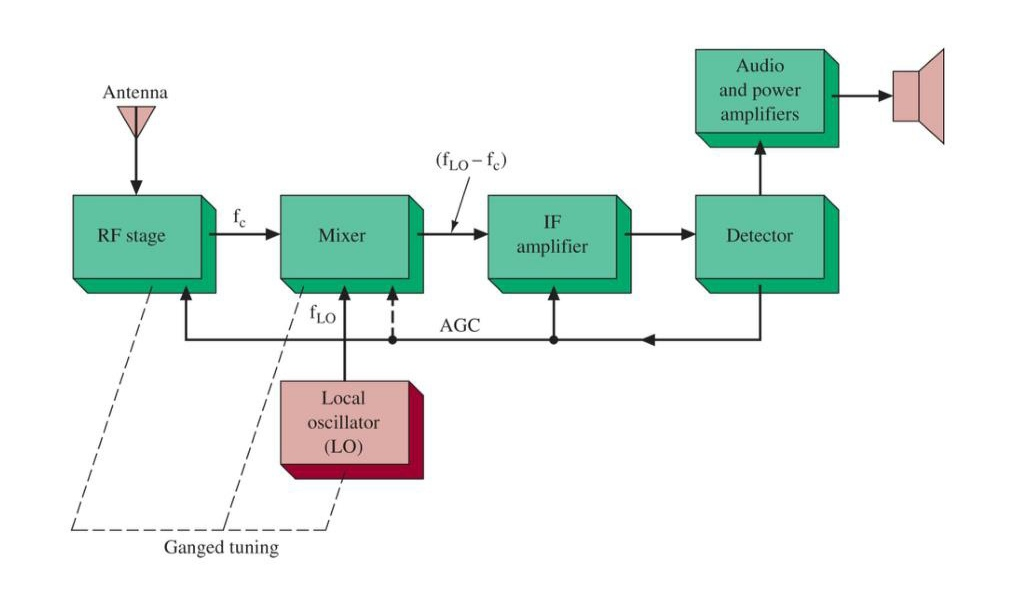 Audio
and power
amplifiers
Antenna
(fLO – fc)
RF stage
fc
Mixer
IF
amplifier
Detector
fLO
AGC
Local
oscillator
(LO)
Ganged tuning